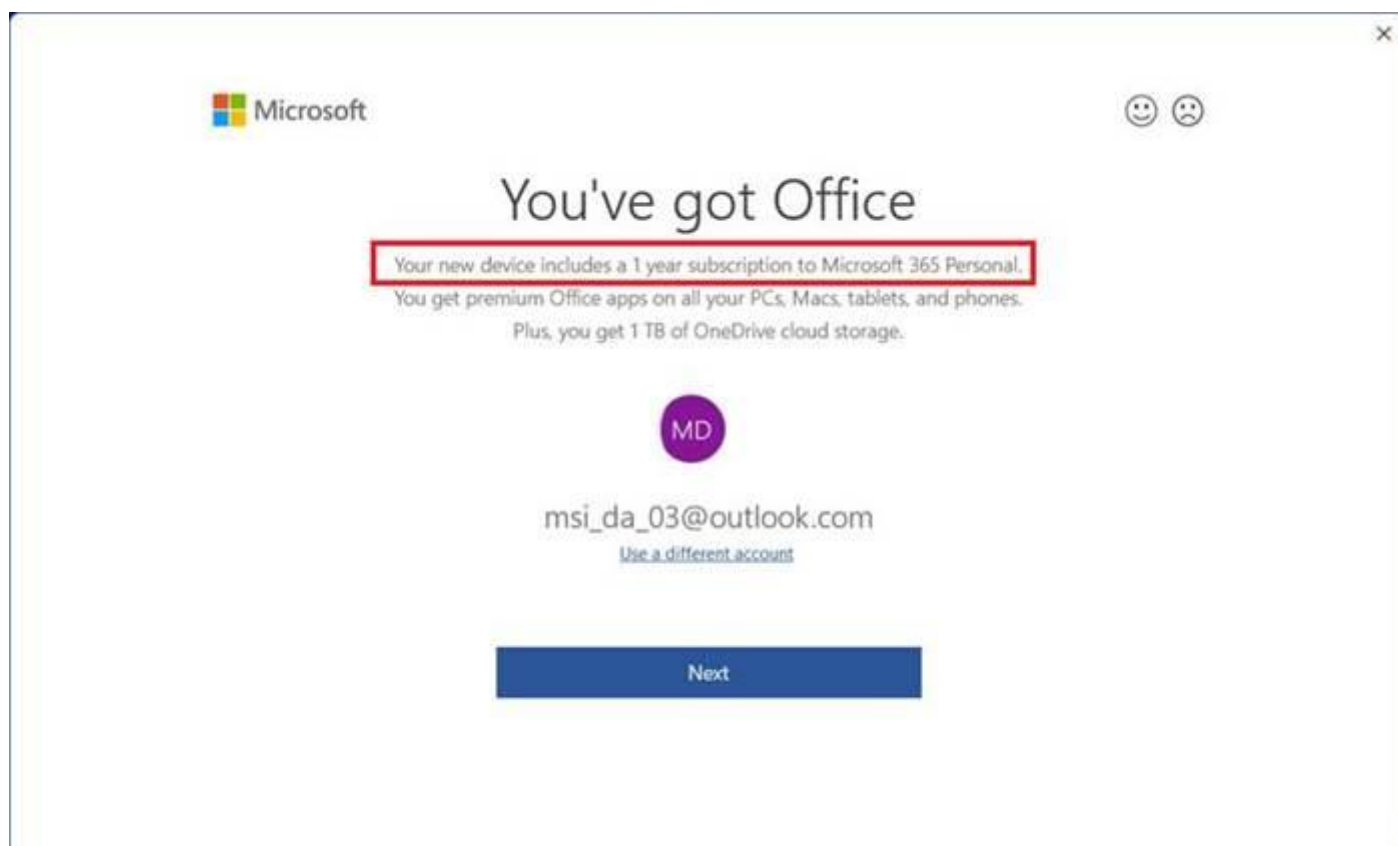 Microsoft
You've got Office
Your new device includes a 1 year subscription to Microsoft 365 Personal.
You get premium Office apps on all your PCs, Macs, tablets, and phones.
Plus, you get 1 TB of OneDrive cloud storage.
MD
msi_da_03@outlook.com
Use a different account
Next